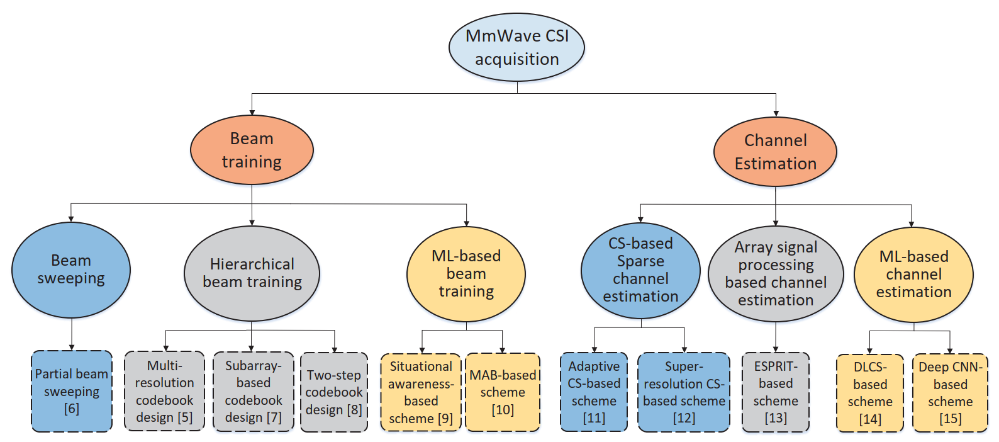 MmWave CSI
acquisition
Beam
training
Channel
Estimation
Beam
sweeping
Hierarchical
beam training
ML-based
beam
training
CS-based
Sparse
channel
estimation
Array signal
processing
based channel
estimation
ML-based
channel
estimation
Partial beam
sweeping
[6]
Multi-
resolution
codebook
design [5]
Subarray-
based
codebook
design [7]
Two-step
codebook
design [8]
Situational
awareness-
based
scheme [9]
MAB-based
scheme
[10]
Adaptive
CS-based
scheme
[11]
Super-
resolution CS-
based scheme
[12]
ESPRIT-
based
scheme
[13]
DLCS-
based
scheme
[14]
Deep CNN-
based
scheme
[15]